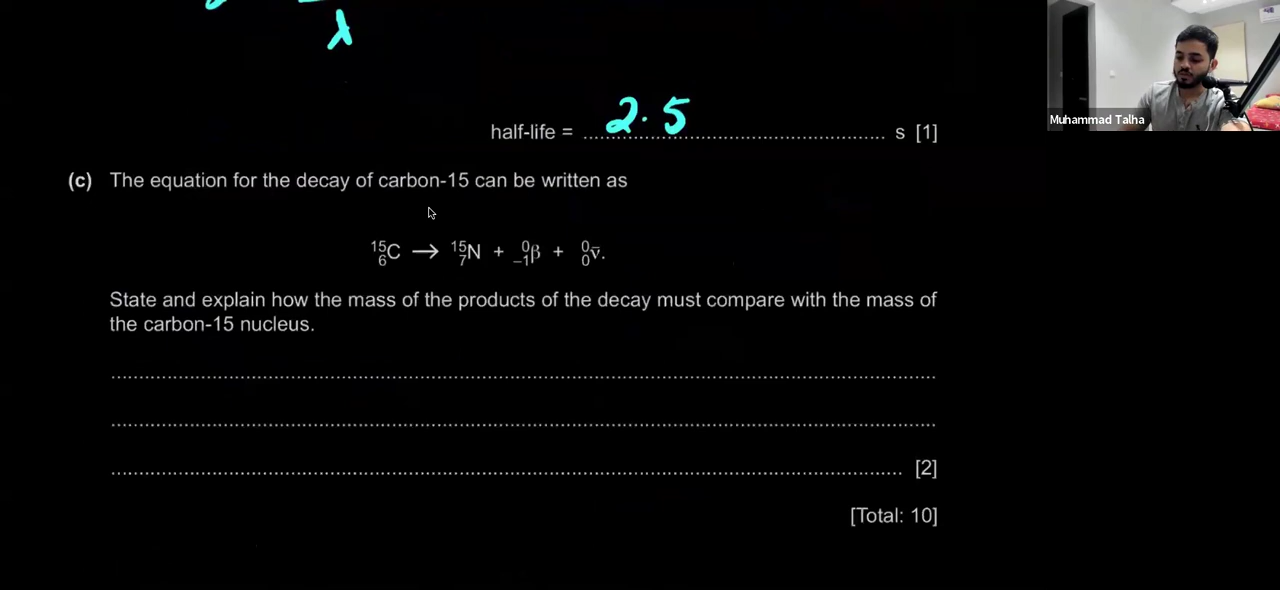 λ
Muhammad Talha
half-life = 2.5 s [1]
(c) The equation for the decay of carbon-15 can be written as
¹⁵₆C → ¹⁵₇N + ⁰₋₁β + ⁰₀ν̅.
State and explain how the mass of the products of the decay must compare with the mass of
the carbon-15 nucleus.
[2]
[Total: 10]